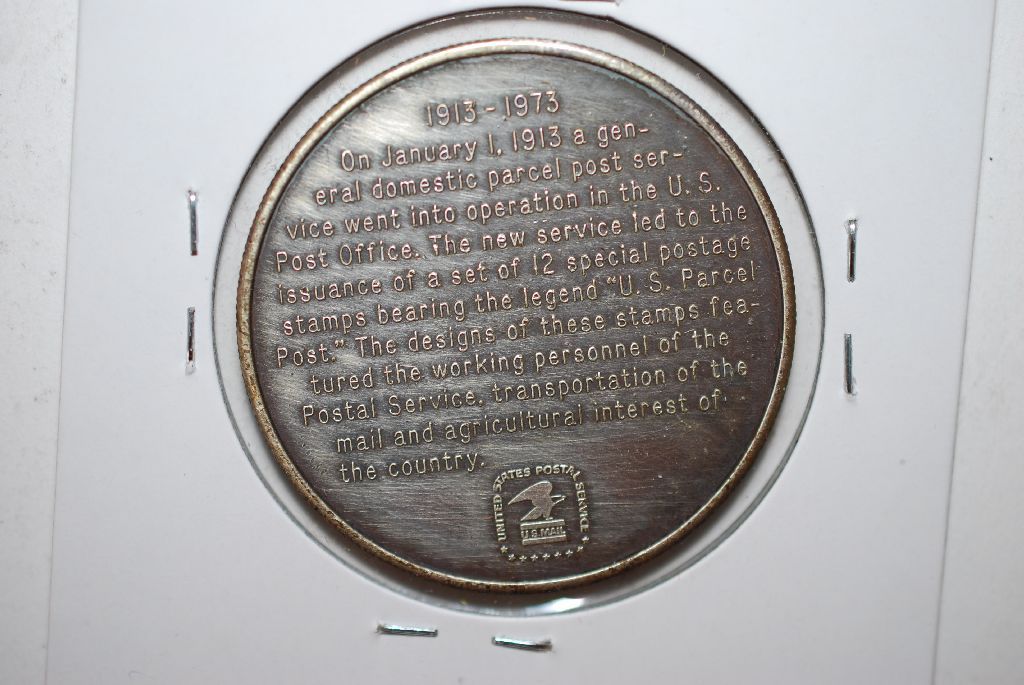 1913-1973
On January 1, 1913 a gen-
eral domestic parcel post ser-
vice went into operation in the U. S.
Post Office. The new service led to the
issuance of a set of 12 special postage
stamps bearing the legend "U. S. Parcel
Post." The designs of these stamps fea-
tured the working personnel of the
Postal Service, transportation of the
mail and agricultural interest of
the country.
UNITED STATES POSTAL SERVICE
U.S.MAIL